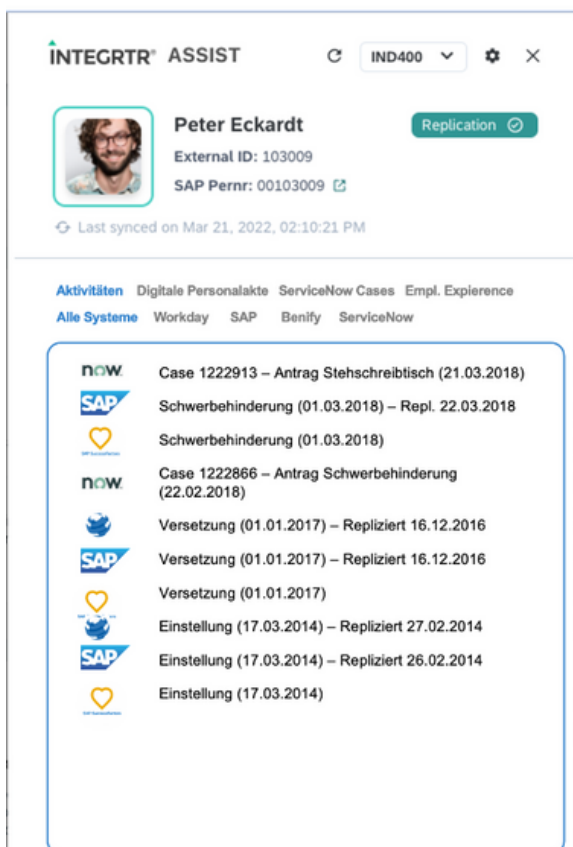 INTEGRTR® ASSIST
IND400
Peter Eckardt
Replication
External ID: 103009
SAP Pernr: 00103009
Last synced on Mar 21, 2022, 02:10:21 PM
Aktivitäten Digitale Personalakte ServiceNow Cases Empl. Expierence
Alle Systeme Workday SAP Benify ServiceNow
now. Case 1222913 – Antrag Stehschreibtisch (21.03.2018)
SAP Schwerbehinderung (01.03.2018) – Repl. 22.03.2018
Schwerbehinderung (01.03.2018)
now. Case 1222866 – Antrag Schwerbehinderung
(22.02.2018)
Versetzung (01.01.2017) – Repliziert 16.12.2016
SAP Versetzung (01.01.2017) – Repliziert 16.12.2016
Versetzung (01.01.2017)
Einstellung (17.03.2014) – Repliziert 27.02.2014
SAP Einstellung (17.03.2014) – Repliziert 26.02.2014
Einstellung (17.03.2014)